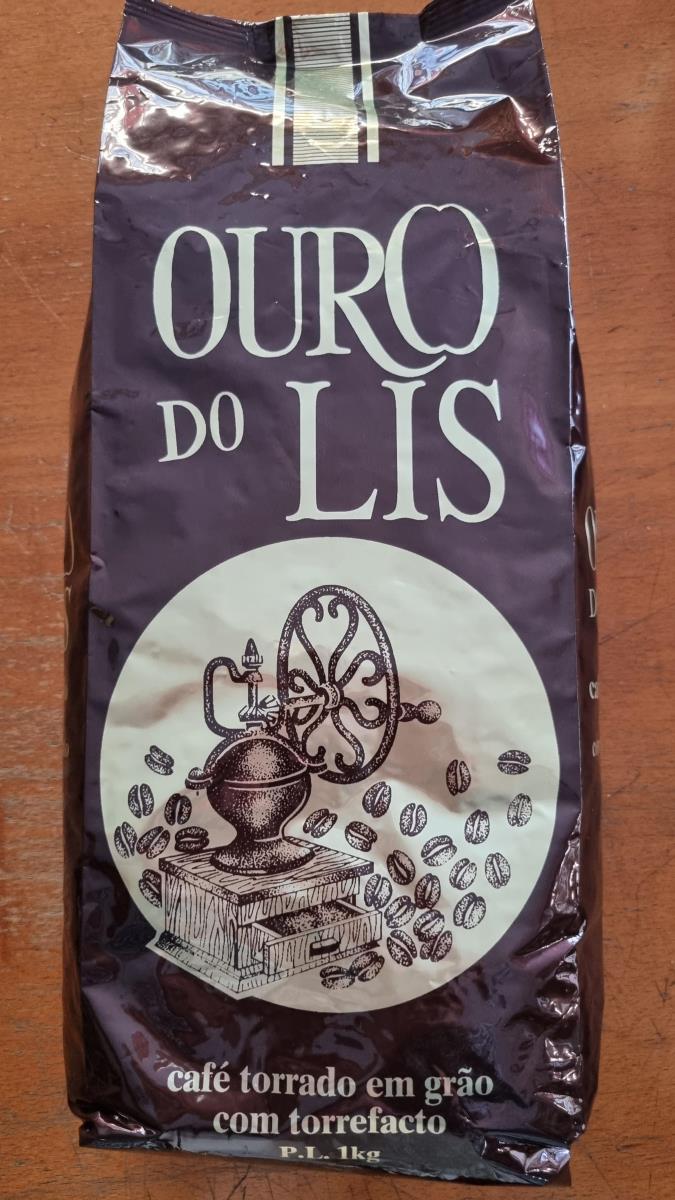 OURO
DO LIS
café torrado em grão
com torrefacto
P.L. 1kg